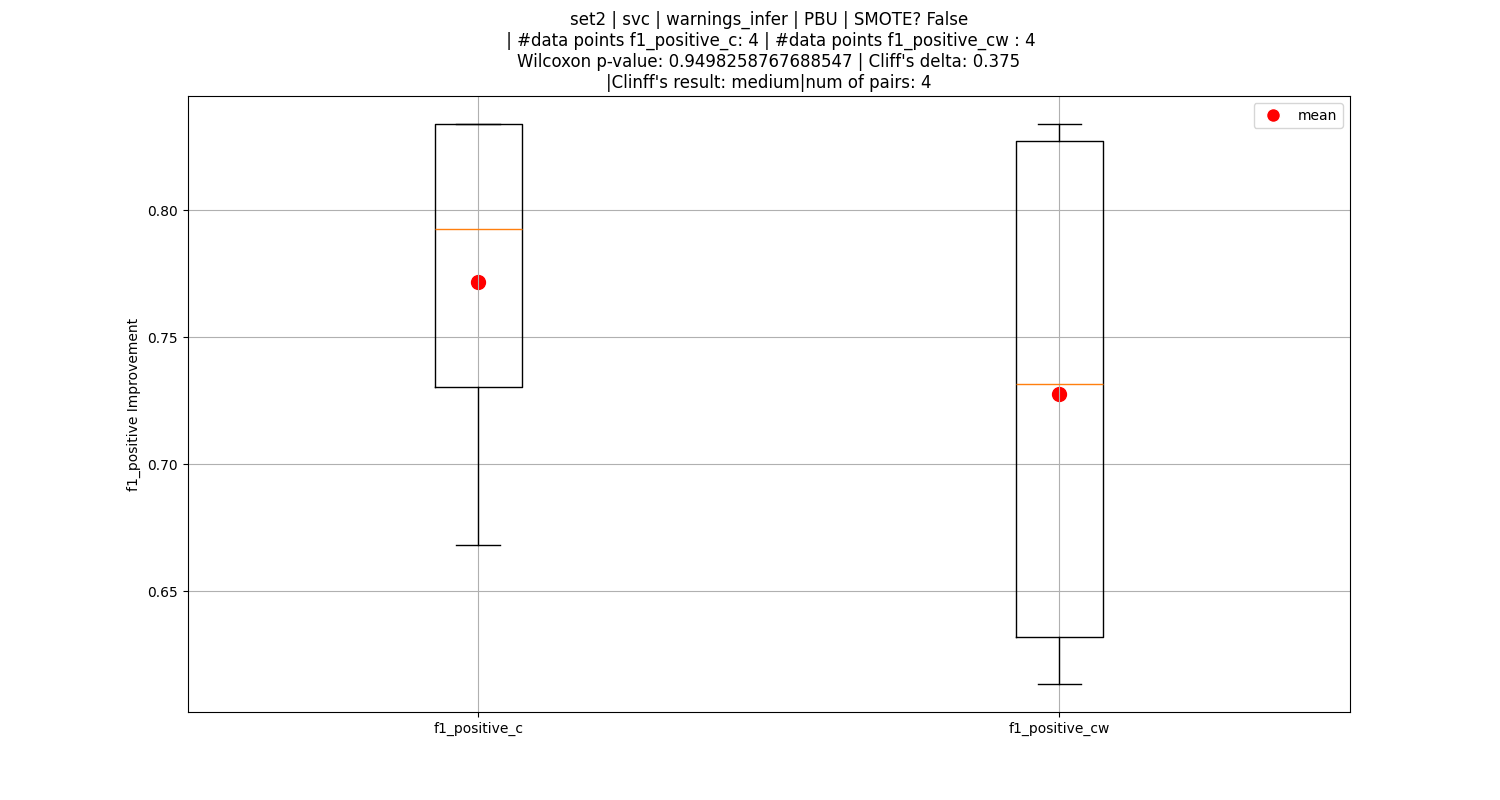 set2 | svc | warnings_infer | PBU | SMOTE? False
| #data points f1_positive_c: 4 | #data points f1_positive_cw : 4
Wilcoxon p-value: 0.9498258767688547 | Cliff's delta: 0.375
|Clinff's result: medium|num of pairs: 4
mean
0.80
0.75
0.70
0.65
f1_positive Improvement
f1_positive_c
f1_positive_cw